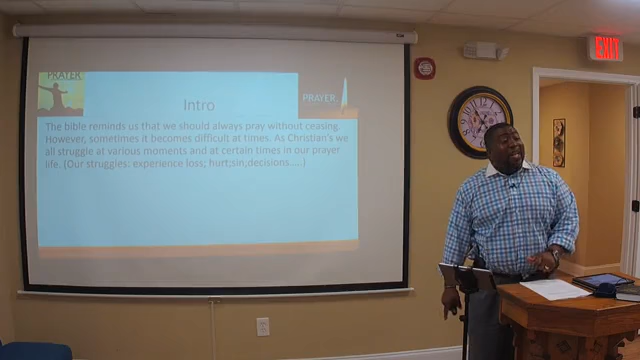 PRAYER
Intro
PRAYER
The bible reminds us that we should always pray without ceasing.
However, sometimes it becomes difficult at times. As Christian's we
all struggle at various moments and at certain times in our prayer
life. (Our struggles: experience loss; hurt;sin;decisions.....)
EXIT